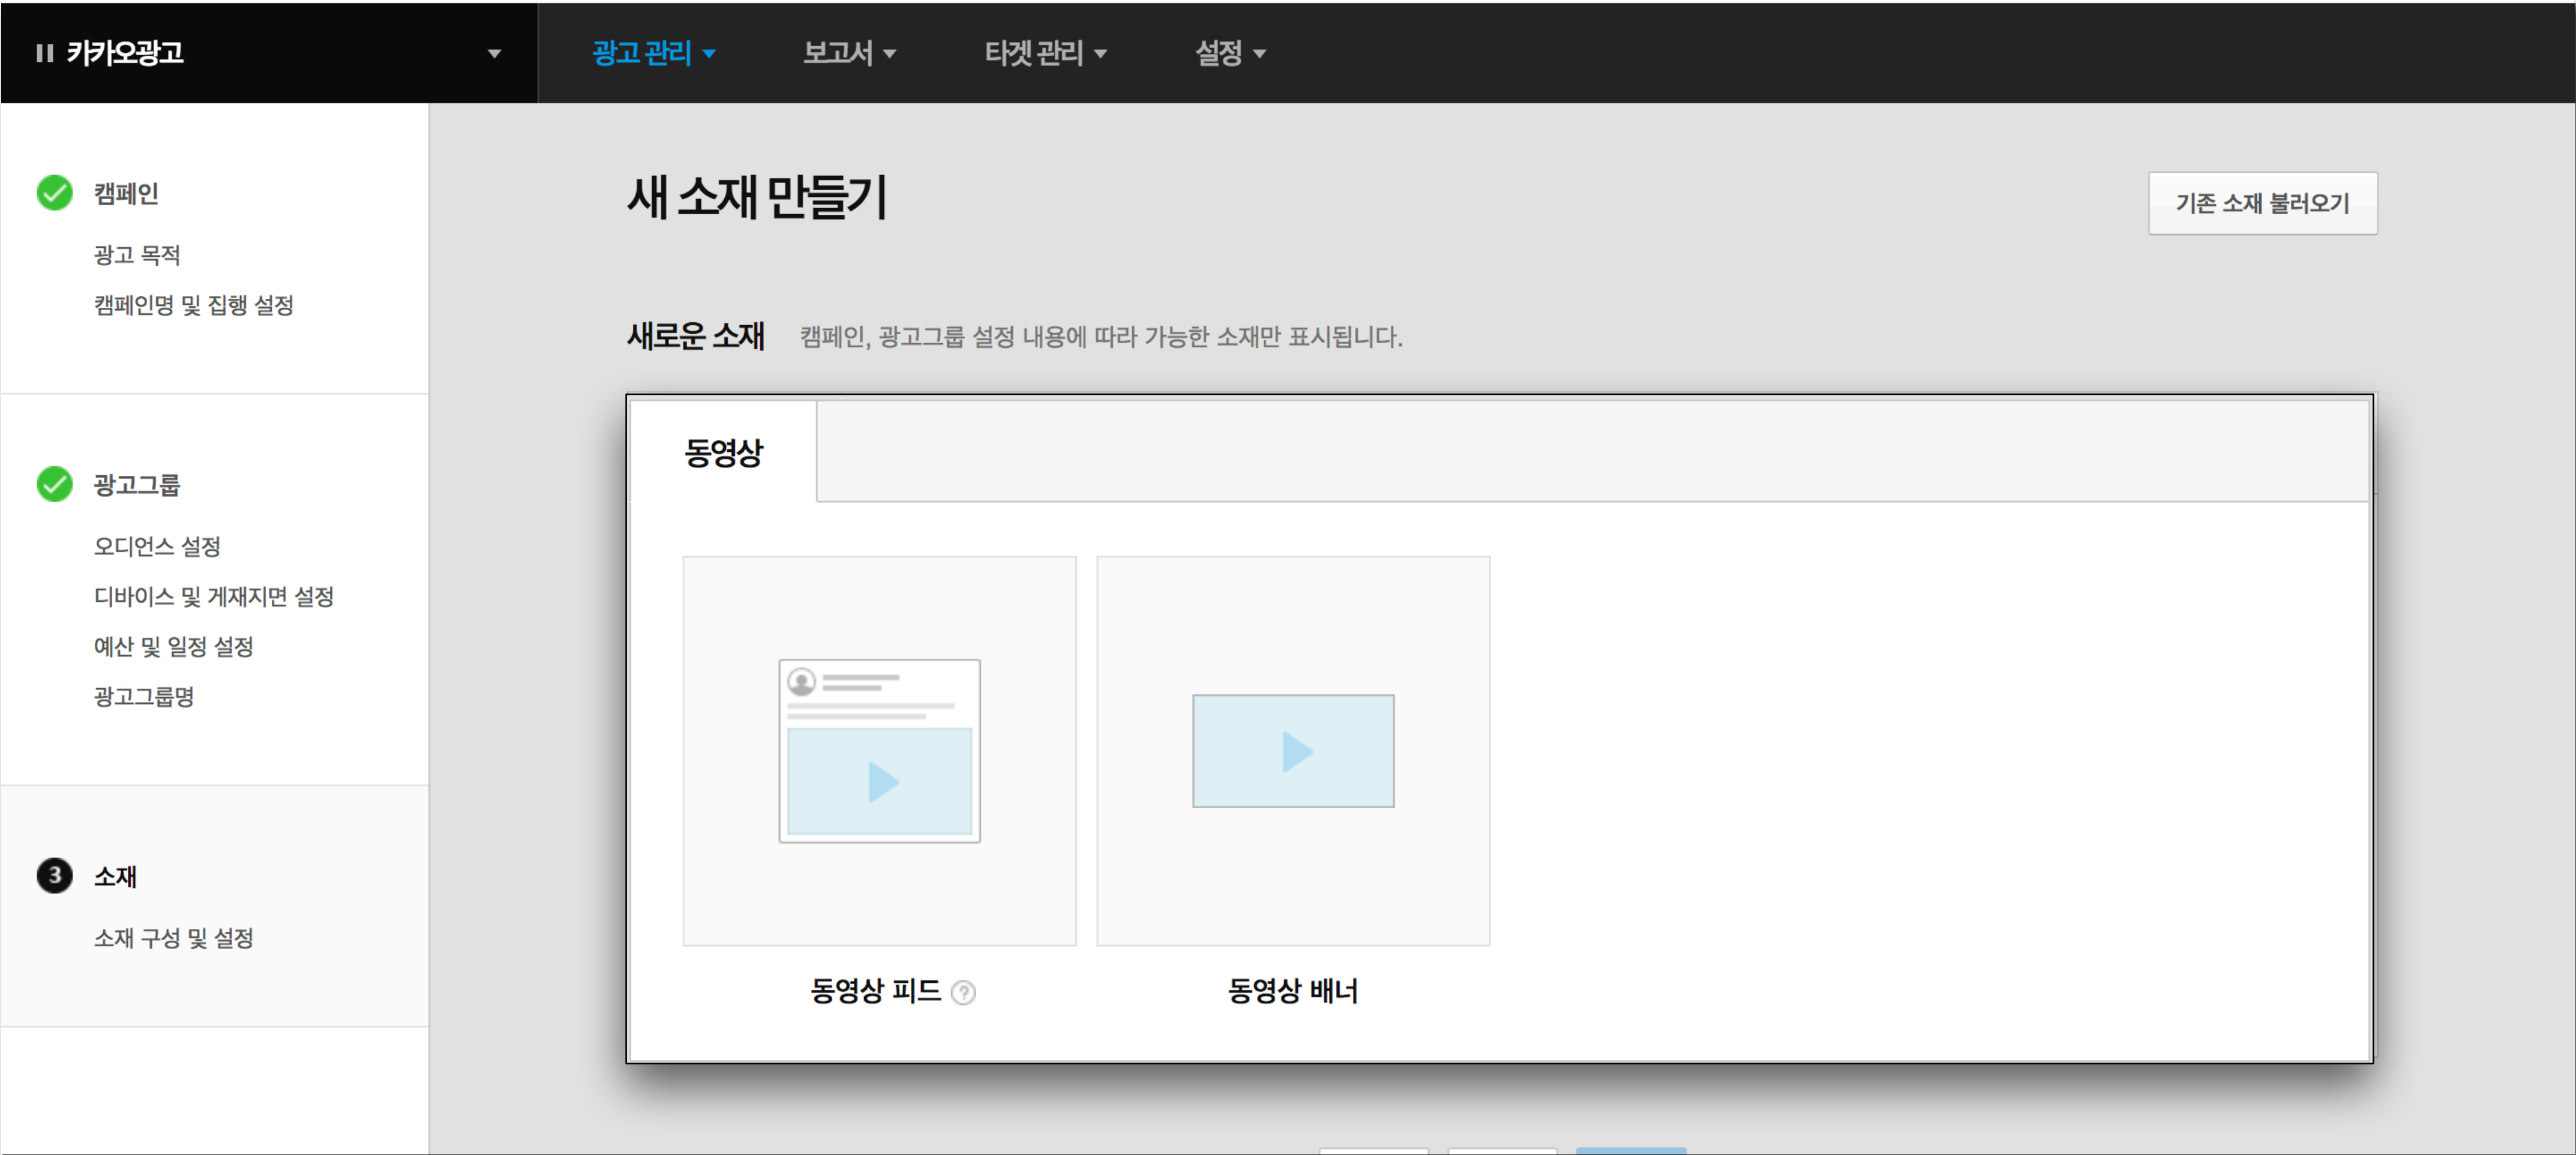 카카오광고
광고 관리
보고서
타겟 관리
설정
캠페인
광고 목적
캠페인명 및 집행 설정
광고그룹
오디언스 설정
디바이스 및 게재지면 설정
예산 및 일정 설정
광고그룹명
3 소재
소재 구성 및 설정
새 소재 만들기
기존 소재 불러오기
새로운 소재 캠페인, 광고그룹 설정 내용에 따라 가능한 소재만 표시됩니다.
동영상
동영상 피드 ?
동영상 배너